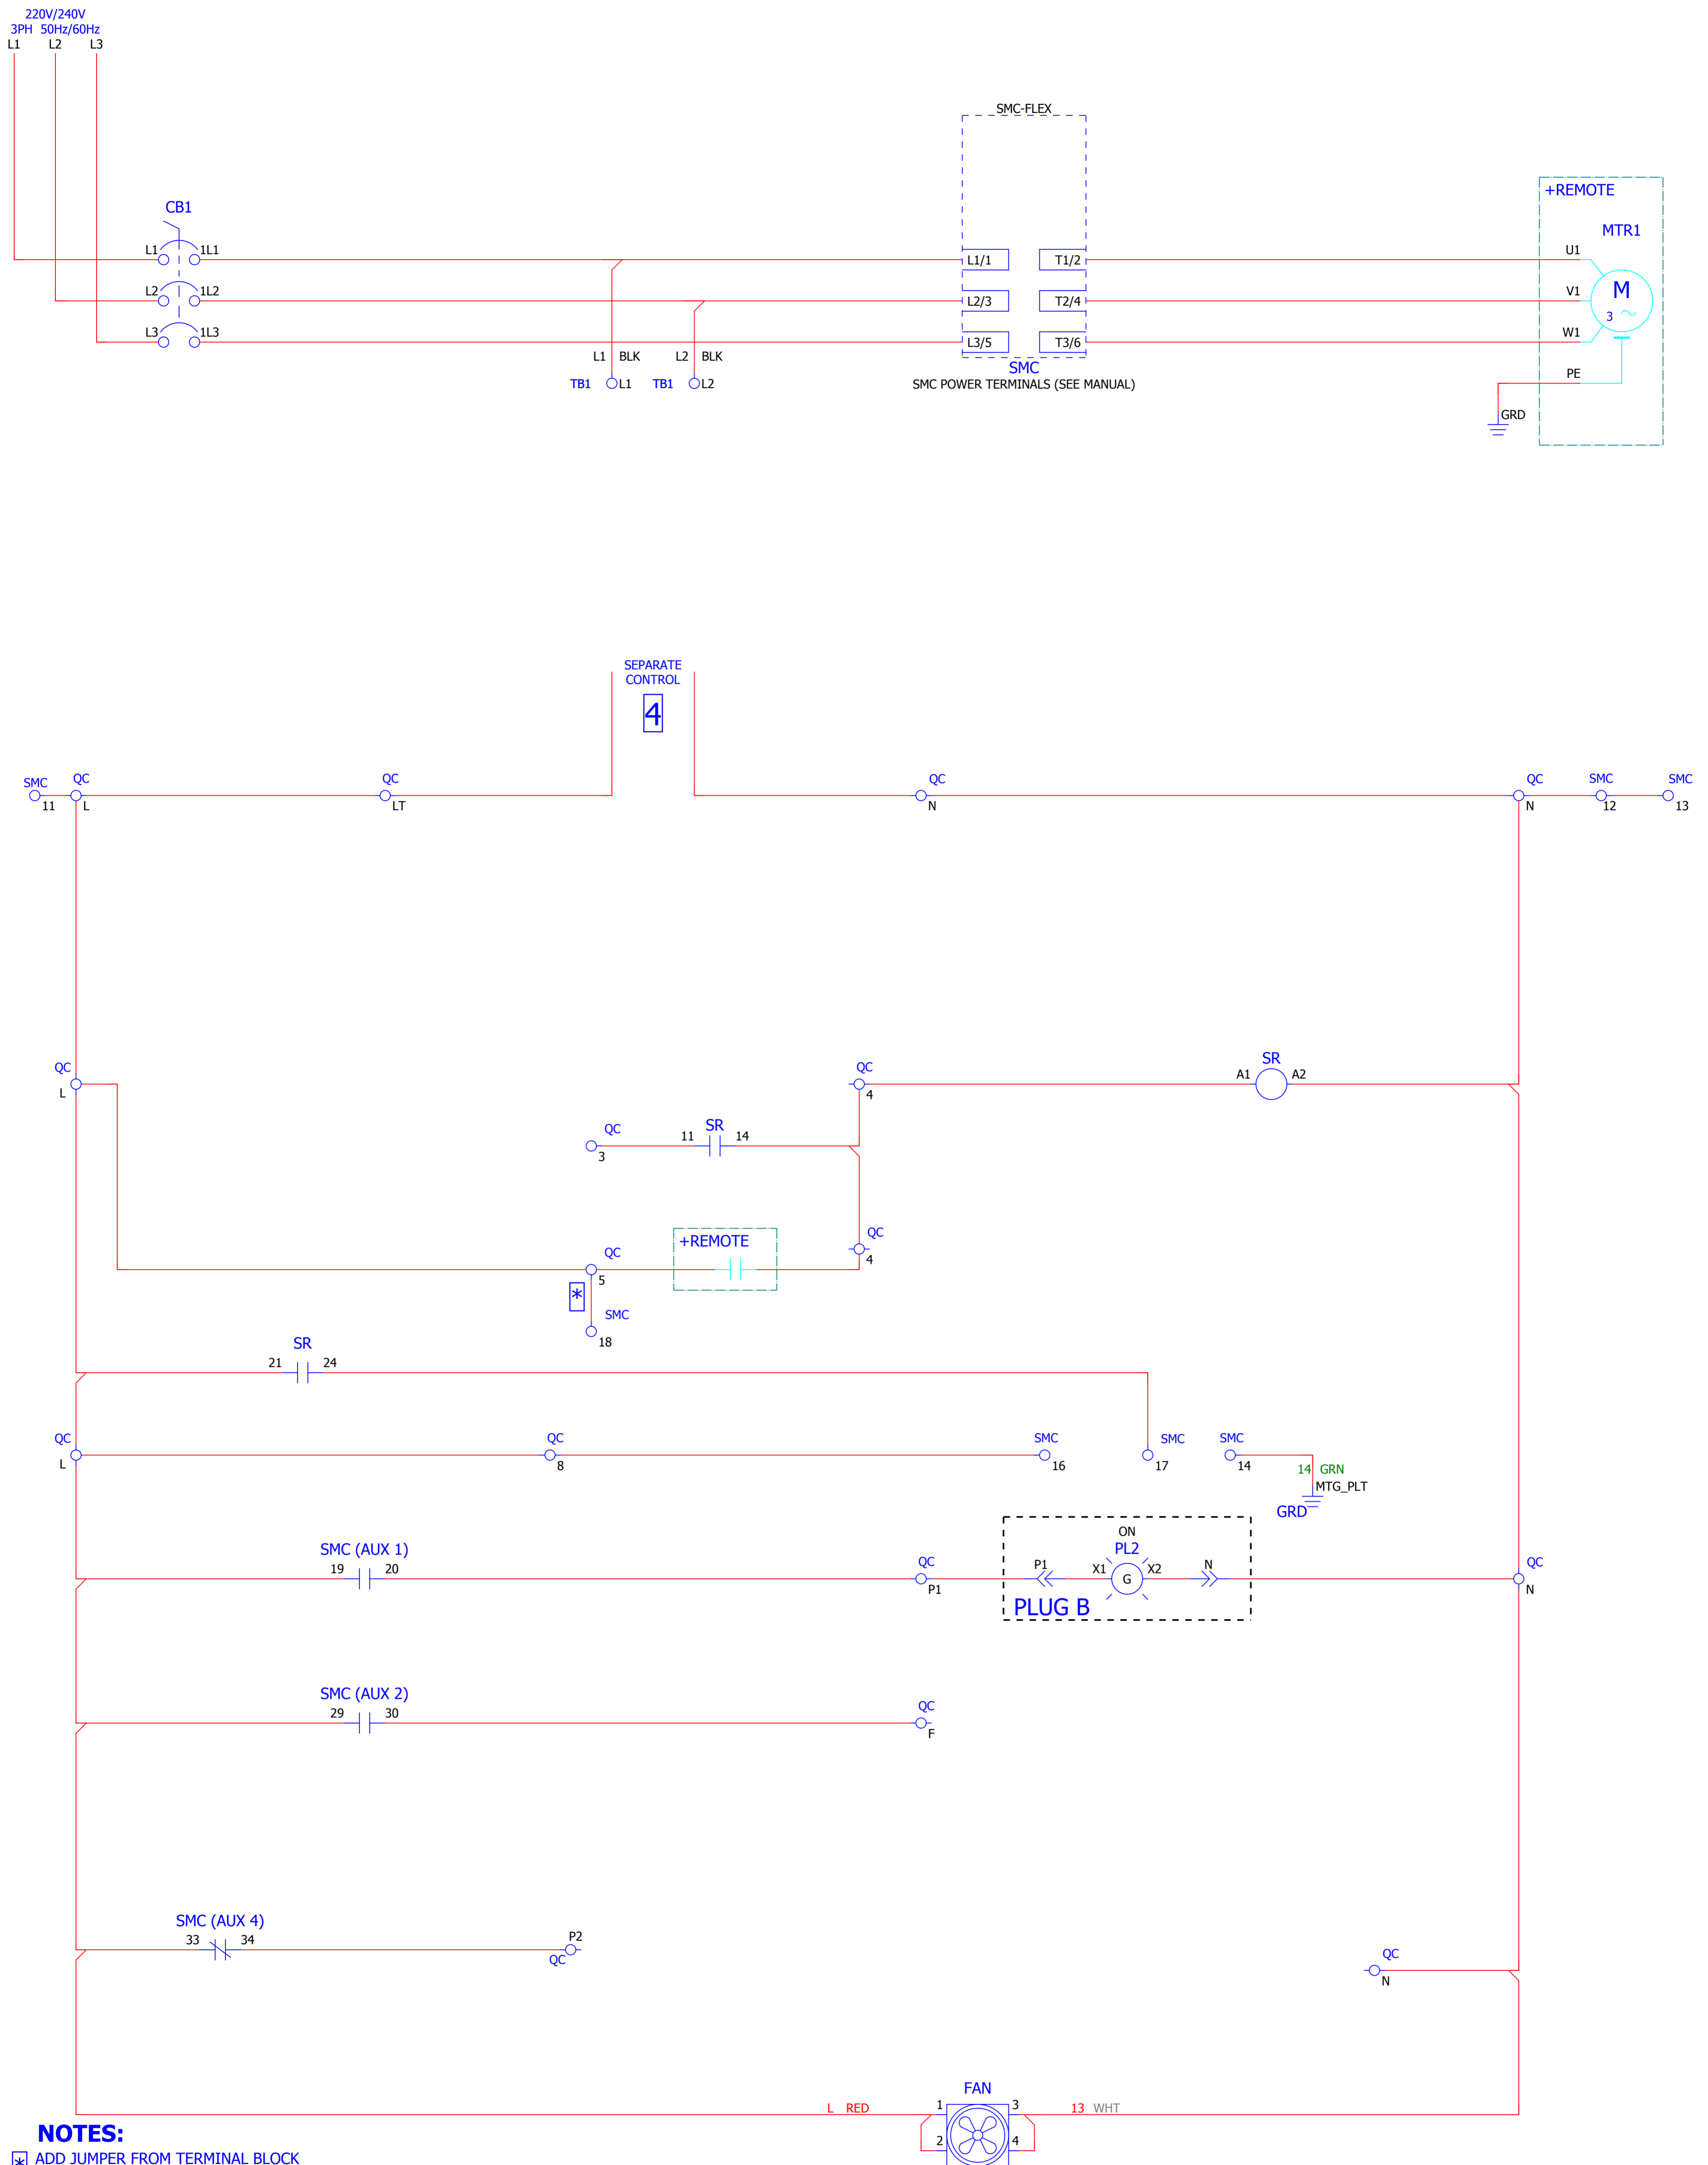 220V/240V
3PH 50Hz/60Hz
L1 L2 L3
SMC-FLEX
+REMOTE
CB1
MTR1
L1 1L1
L1/1 T1/2
U1
L2 1L2
L2/3 T2/4
V1
M
3
L3 1L3
L3/5 T3/6
W1
L1 BLK L2 BLK
SMC
TB1 L1 TB1 L2
SMC POWER TERMINALS (SEE MANUAL)
PE
GRD
SEPARATE
CONTROL
4
SMC QC QC QC QC SMC SMC
11 L LT N N 12 13
QC QC SR
L 4 A1 A2
SR
QC 11 14
3
QC
4
+REMOTE
QC
5
*
SMC
18
SR
21 24
QC QC SMC SMC SMC
L 8 16 17 14
14 GRN
MTG_PLT
GRD
ON
SMC (AUX 1) PL2
19 20 QC P1 X1 G X2 N QC
P1 N
PLUG B
SMC (AUX 2)
29 30 QC
F
SMC (AUX 4)
33 34 P2
QC
QC
N
FAN
L RED 1 3 13 WHT
2 4
NOTES:
* ADD JUMPER FROM TERMINAL BLOCK